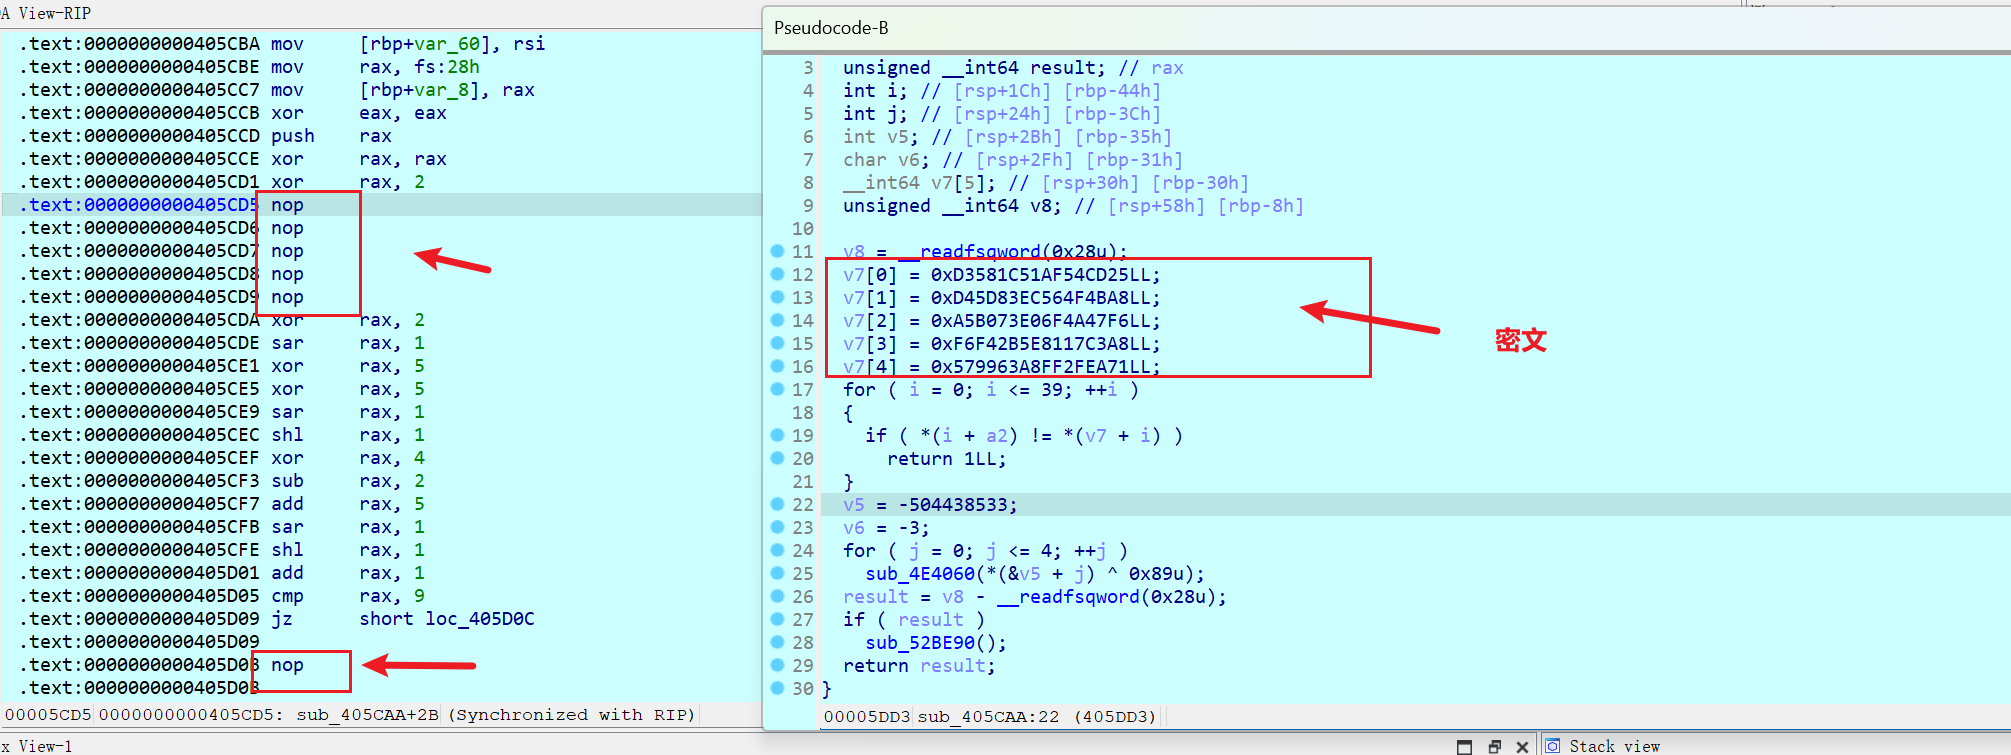 A View-RIP
.text:0000000000405CBA mov     [rbp+var_60], rsi
.text:0000000000405CBE mov     rax, fs:28h
.text:0000000000405CC7 mov     [rbp+var_8], rax
.text:0000000000405CCB xor     eax, eax
.text:0000000000405CCD push    rax
.text:0000000000405CCE xor     rax, rax
.text:0000000000405CD1 xor     rax, 2
.text:0000000000405CD5 nop
.text:0000000000405CD6 nop
.text:0000000000405CD7 nop
.text:0000000000405CD8 nop
.text:0000000000405CD9 nop
.text:0000000000405CDA xor     rax, 2
.text:0000000000405CDE sar     rax, 1
.text:0000000000405CE1 xor     rax, 5
.text:0000000000405CE5 xor     rax, 5
.text:0000000000405CE9 sar     rax, 1
.text:0000000000405CEC shl     rax, 1
.text:0000000000405CEF xor     rax, 4
.text:0000000000405CF3 sub     rax, 2
.text:0000000000405CF7 add     rax, 5
.text:0000000000405CFB sar     rax, 1
.text:0000000000405CFE shl     rax, 1
.text:0000000000405D01 add     rax, 1
.text:0000000000405D05 cmp     rax, 9
.text:0000000000405D09 jz      short loc_405D0C
.text:0000000000405D09
.text:0000000000405D0B nop
.text:0000000000405D0B
00005CD5 0000000000405CD5: sub_405CAA+2B (Synchronized with RIP)
x View-1
Pseudocode-B
3 unsigned __int64 result; // rax
4 int i; // [rsp+1Ch] [rbp-44h]
5 int j; // [rsp+24h] [rbp-3Ch]
6 int v5; // [rsp+2Bh] [rbp-35h]
7 char v6; // [rsp+2Fh] [rbp-31h]
8 __int64 v7[5]; // [rsp+30h] [rbp-30h]
9 unsigned __int64 v8; // [rsp+58h] [rbp-8h]
10
11 v8 = __readfsqword(0x28u);
12 v7[0] = 0xD3581C51AF54CD25LL;
13 v7[1] = 0xD45D83EC564F4BA8LL;
14 v7[2] = 0xA5B073E06F4A47F6LL;
15 v7[3] = 0xF6F42B5E8117C3A8LL;
16 v7[4] = 0x579963A8FF2FEA71LL;
密文
17 for ( i = 0; i <= 39; ++i )
18 {
19 if ( *(i + a2) != *(v7 + i) )
20 return 1LL;
21 }
22 v5 = -504438533;
23 v6 = -3;
24 for ( j = 0; j <= 4; ++j )
25 sub_4E4060(*(&v5 + j) ^ 0x89u);
26 result = v8 - __readfsqword(0x28u);
27 if ( result )
28 sub_52BE90();
29 return result;
30 }
00005DD3 sub_405CAA:22 (405DD3)
Stack view